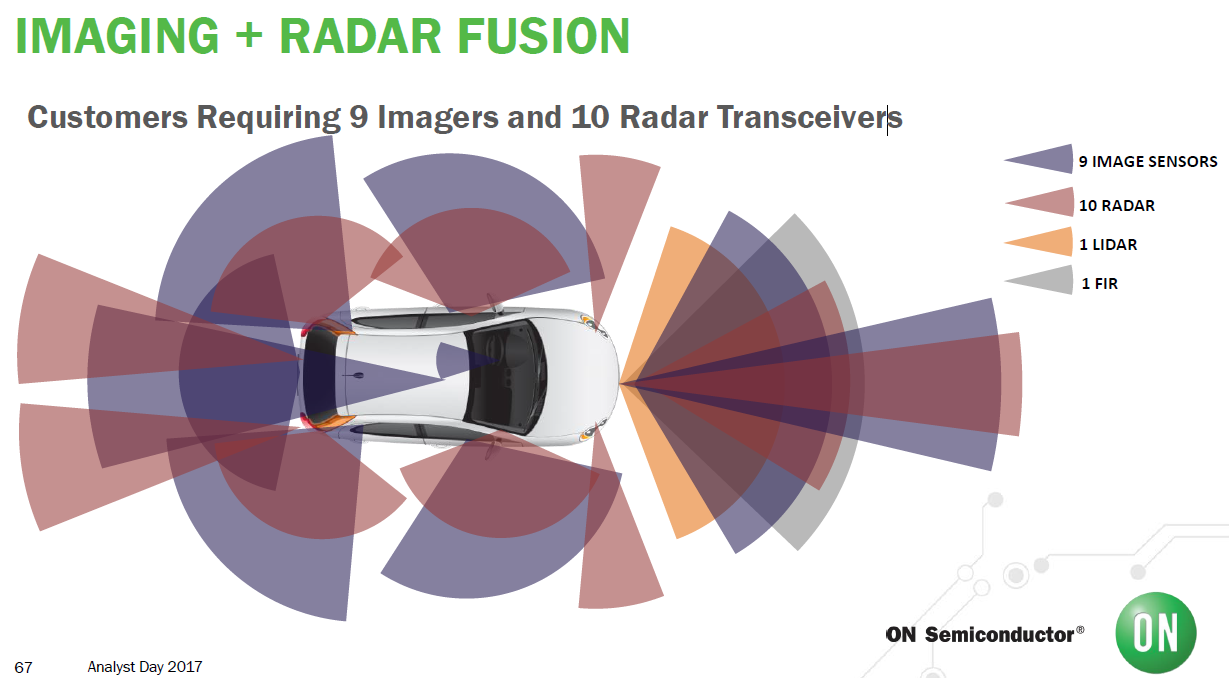 IMAGING + RADAR FUSION
Customers Requiring 9 Imagers and 10 Radar Transceivers
9 IMAGE SENSORS
10 RADAR
1 LIDAR
1 FIR
ON Semiconductor®
ON
67 Analyst Day 2017